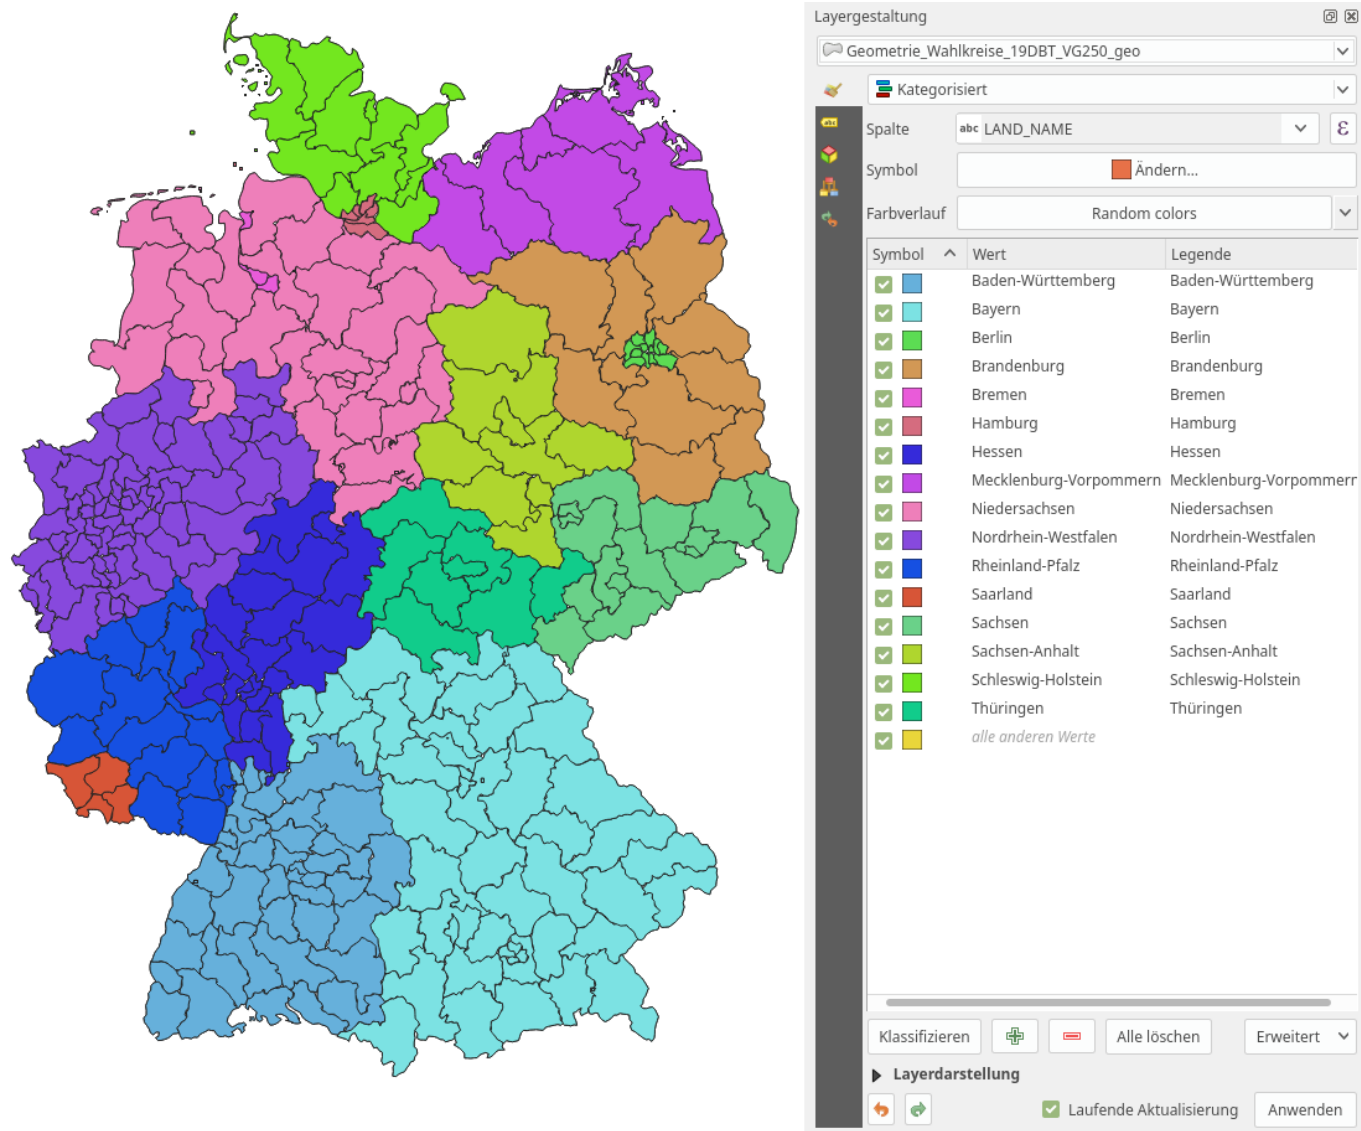 Layergestaltung
Geometrie_Wahlkreise_19DBT_VG250_geo
Kategorisiert
abc
Spalte abc LAND_NAME ε
Symbol Ändern...
Farbverlauf Random colors
Symbol Wert Legende
Baden-Württemberg Baden-Württemberg
Bayern Bayern
Berlin Berlin
Brandenburg Brandenburg
Bremen Bremen
Hamburg Hamburg
Hessen Hessen
Mecklenburg-Vorpommern Mecklenburg-Vorpommern
Niedersachsen Niedersachsen
Nordrhein-Westfalen Nordrhein-Westfalen
Rheinland-Pfalz Rheinland-Pfalz
Saarland Saarland
Sachsen Sachsen
Sachsen-Anhalt Sachsen-Anhalt
Schleswig-Holstein Schleswig-Holstein
Thüringen Thüringen
alle anderen Werte
Klassifizieren Alle löschen Erweitert
Layerdarstellung
Laufende Aktualisierung Anwenden